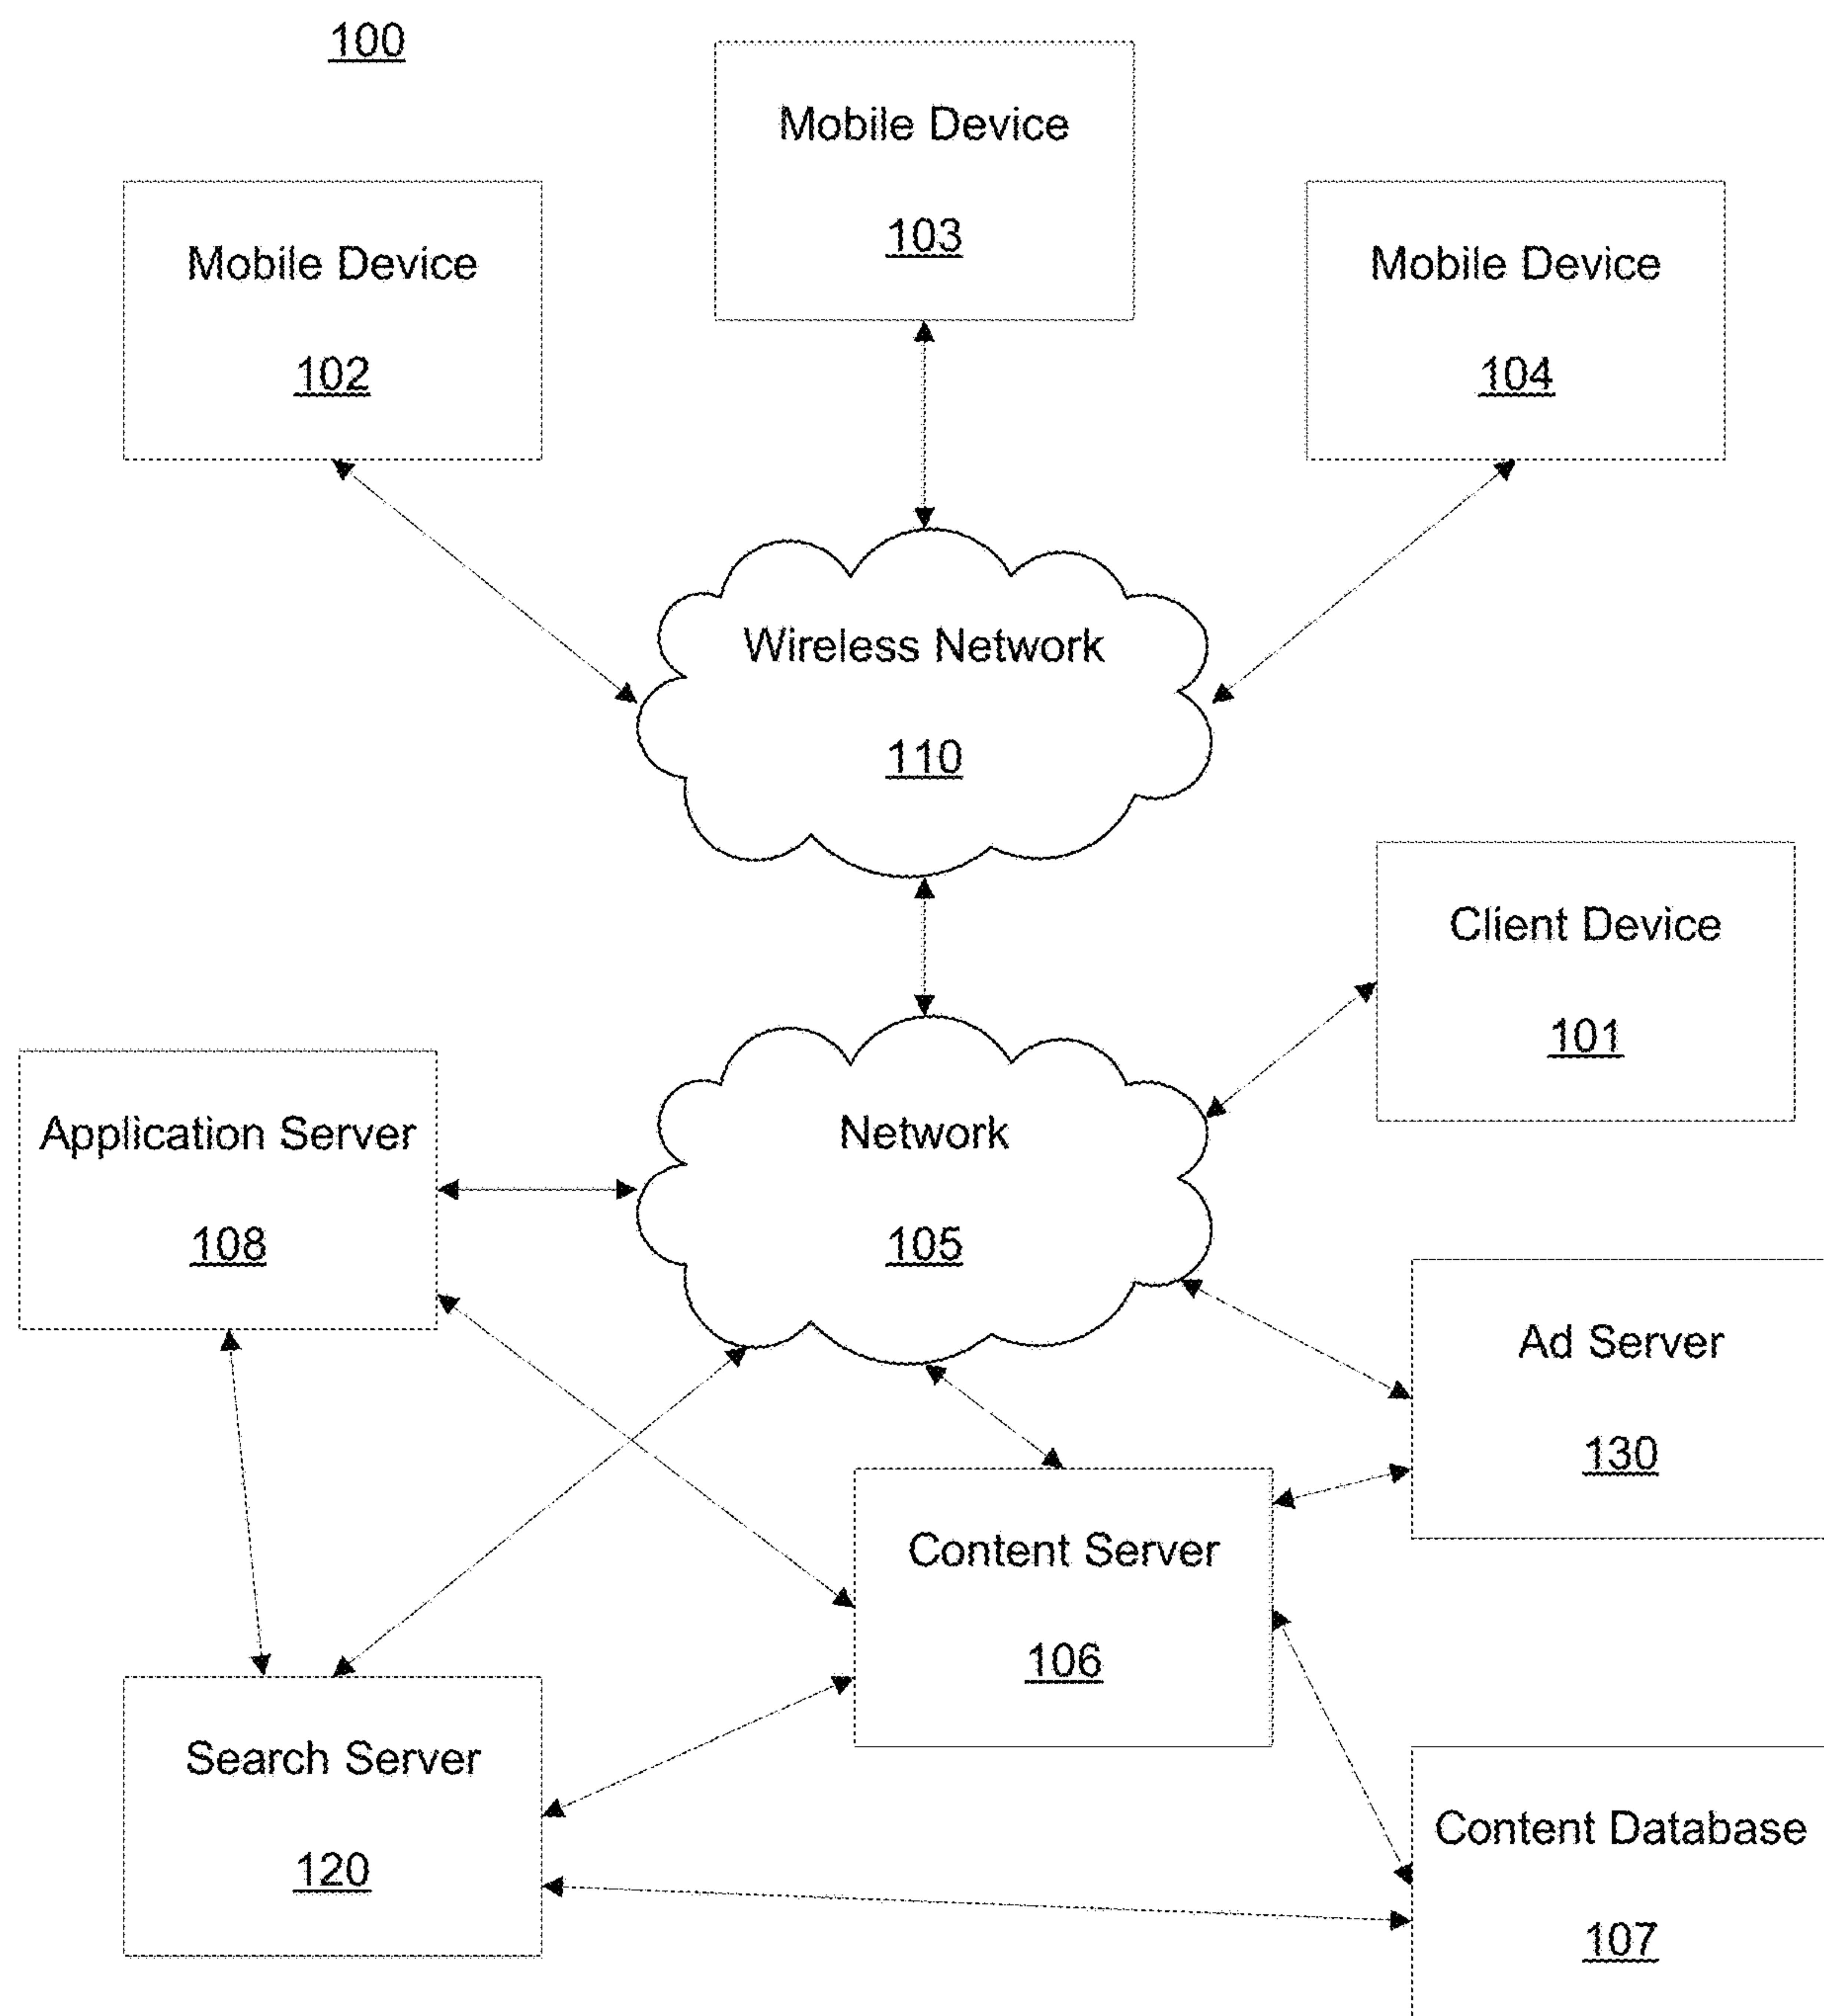 100
Mobile Device
103
Mobile Device
102
Mobile Device
104
Wireless Network
110
Client Device
101
Application Server
108
Network
105
Ad Server
130
Content Server
106
Search Server
120
Content Database
107